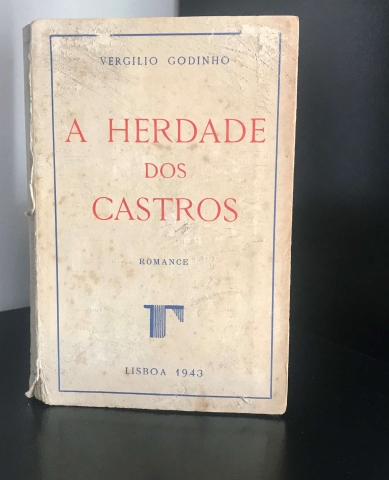 VERGILIO GODINHO
A HERDADE
DOS
CASTROS
ROMANCE
LISBOA 1943